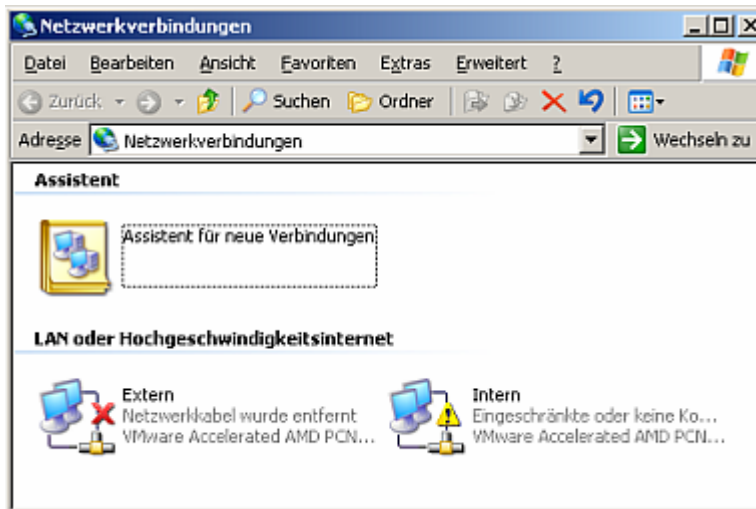 Netzwerkverbindungen
Datei Bearbeiten Ansicht Favoriten Extras Erweitert ?
Zurück Suchen Ordner
Adresse Netzwerkverbindungen Wechseln zu
Assistent
Assistent für neue Verbindungen
LAN oder Hochgeschwindigkeitsinternet
Extern
Netzwerkkabel wurde entfernt
VMware Accelerated AMD PCN...
Intern
Eingeschränkte oder keine Ko...
VMware Accelerated AMD PCN...